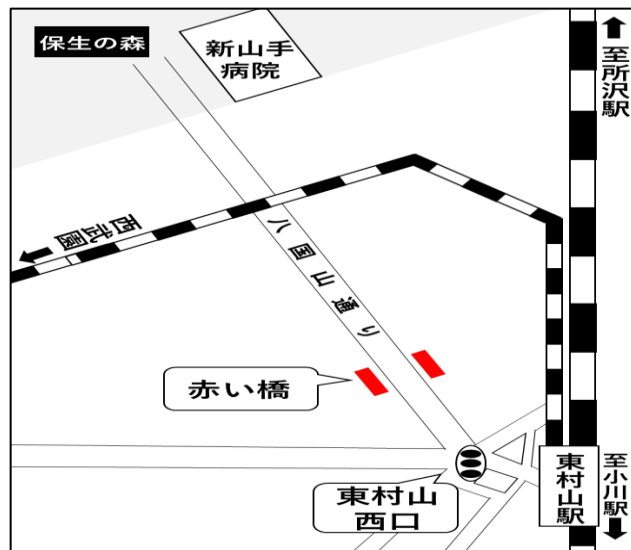 保生の森
新山手
病院
至所沢駅
西武園
八国山通り
赤い橋
東村山
西口
東村山駅
至小川駅